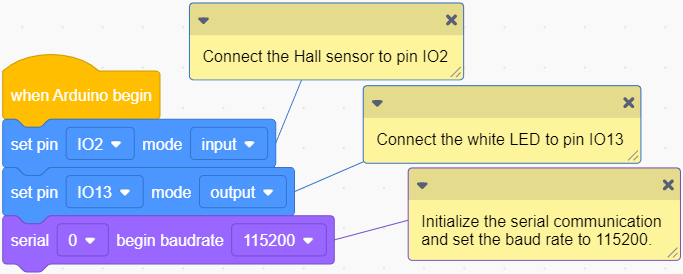 Connect the Hall sensor to pin IO2
when Arduino begin
set pin IO2 mode input
Connect the white LED to pin IO13
set pin IO13 mode output
serial 0 begin baudrate 115200
Initialize the serial communication
and set the baud rate to 115200.